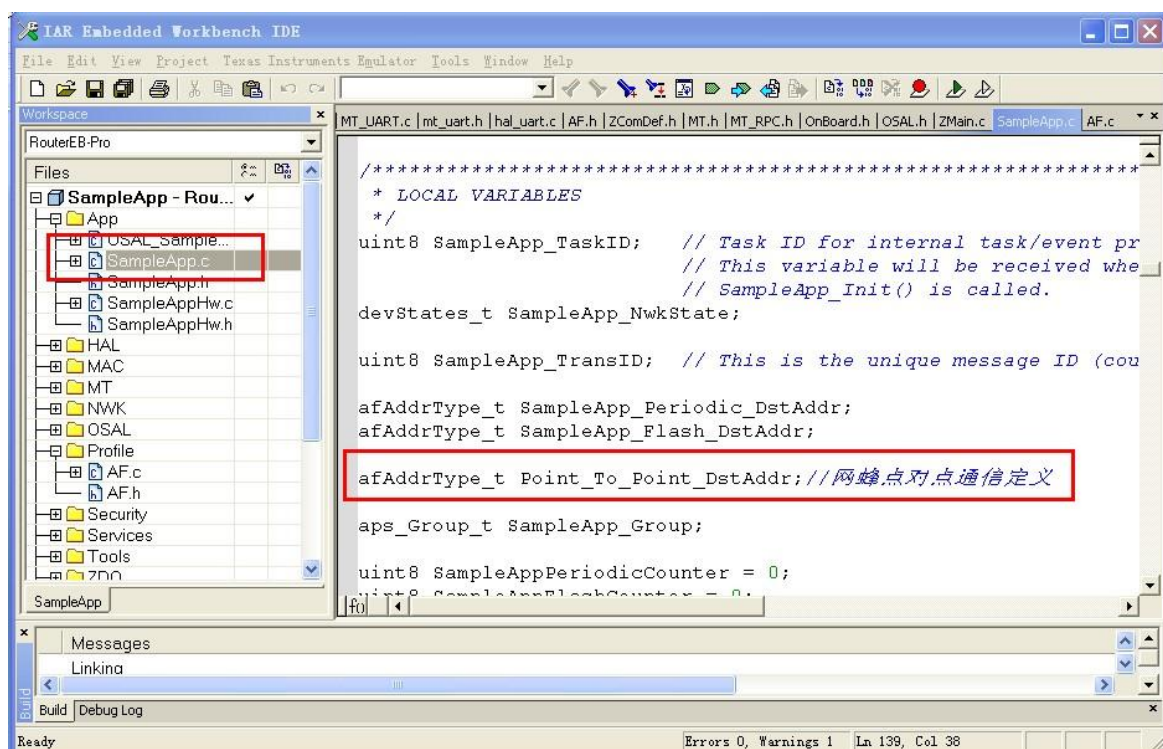 IAR Embedded Workbench IDE
File Edit View Project Texas Instruments Emulator Tools Window Help
Workspace
MT_UART.c | mt_uart.h | hal_uart.c | AF.h | ZComDef.h | MT.h | MT_RPC.h | OnBoard.h | OSAL.h | ZMain.c SampleApp.c AF.c
RouterEB-Pro
Files
SampleApp - Rou...
App
OSAL_Sample...
SampleApp.c
SampleApp.h
SampleAppHw.c
SampleAppHw.h
HAL
MAC
MT
NWK
OSAL
Profile
AF.c
AF.h
Security
Services
Tools
ZDO
SampleApp
/**************************************************************
* LOCAL VARIABLES
*/
uint8 SampleApp_TaskID; // Task ID for internal task/event pr
// This variable will be received whe
// SampleApp_Init() is called.
devStates_t SampleApp_NwkState;
uint8 SampleApp_TransID; // This is the unique message ID (cou
afAddrType_t SampleApp_Periodic_DstAddr;
afAddrType_t SampleApp_Flash_DstAddr;
afAddrType_t Point_To_Point_DstAddr;//网蜂点对点通信定义
aps_Group_t SampleApp_Group;
uint8 SampleAppPeriodicCounter = 0;
uint8 SampleAppFlashCounter = 0;
f()
Messages
Linking
Build
Build Debug Log
Ready Errors 0, Warnings 1 Ln 139, Col 38